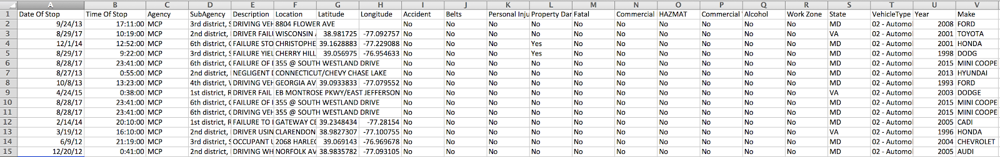 A B C D E F G H I J K L M N O P Q R S T U V
1 Date Of Stop Time Of Stop Agency SubAgency Description Location Latitude Longitude Accident Belts Personal Inju Property Dar Fatal Commercial HAZMAT Commercial Alcohol Work Zone State VehicleType Year Make
2 9/24/13 17:11:00 MCP 3rd district, S DRIVING VEH 8804 FLOWER AVE No No No No No No No No No No MD 02 - Automol 2008 FORD
3 8/29/17 10:19:00 MCP 2nd district, DRIVER FAILU WISCONSIN 38.981725 -77.092757 No No No No No No No No No No VA 02 - Automol 2001 TOYOTA
4 12/1/14 12:52:00 MCP 6th district, ( FAILURE STO CHRISTOPHE 39.1628883 -77.229088 No No No Yes No No No No No No MD 02 - Automol 2001 HONDA
5 8/29/17 9:22:00 MCP 3rd district, S FAILURE YIEL CHERRY HILL 39.056975 -76.954633 No No No Yes No No No No No No MD 02 - Automol 1998 DODG
6 8/28/17 23:41:00 MCP 6th district, ( FAILURE OF I 355 @ SOUTH WESTLAND DRIVE No No No No No No No No No No MD 02 - Automol 2015 MINI COOPE
7 8/27/13 0:55:00 MCP 2nd district, NEGLIGENT CONNECTICUT/CHEVY CHASE LAKE No No No No No No No No No No MD 02 - Automol 2013 HYUNDAI
8 10/8/13 13:23:00 MCP 4th district, DRIVING VEH GEORGIA AV 39.0933833 -77.079552 No No No No No No No No No No MD 02 - Automol 1993 FORD
9 4/24/15 0:38:00 MCP 1st district, R DRIVER FAIL EB MONTROSE PKWY/EAST JEFFERSON No No No No No No No No No No VA 02 - Automol 2003 DODGE
10 8/28/17 23:41:00 MCP 6th district, ( FAILURE OF I 355 @ SOUTH WESTLAND DRIVE No No No No No No No No No No MD 02 - Automol 2015 MINI COOPE
11 8/28/17 23:41:00 MCP 6th district, ( DRIVING VEH 355 @ SOUTH WESTLAND DRIVE No No No No No No No No No No MD 02 - Automol 2015 MINI COOPE
12 2/14/14 20:10:00 MCP 1st district, R FAILURE TO I GATEWAY CE 39.2348434 -77.28154 No No No No No No No No No No MD 02 - Automol 2005 CADI
13 3/19/12 16:10:00 MCP 2nd district, DRIVER USIN CLARENDON 38.9827307 -77.100755 No No No No No No No No No No VA 02 - Automol 1996 HONDA
14 6/9/12 21:19:00 MCP 3rd district, S OCCUPANT U 2068 HARLE 39.069143 -76.969678 No No No No No No No No No No MD 02 - Automol 2004 CHEVROLET
15 12/20/12 0:41:00 MCP 2nd district, DRIVING WH NORFOLK AV 38.9835782 -77.093105 No No No No No No No No No No MD 02 - Automol 2005 AUDI